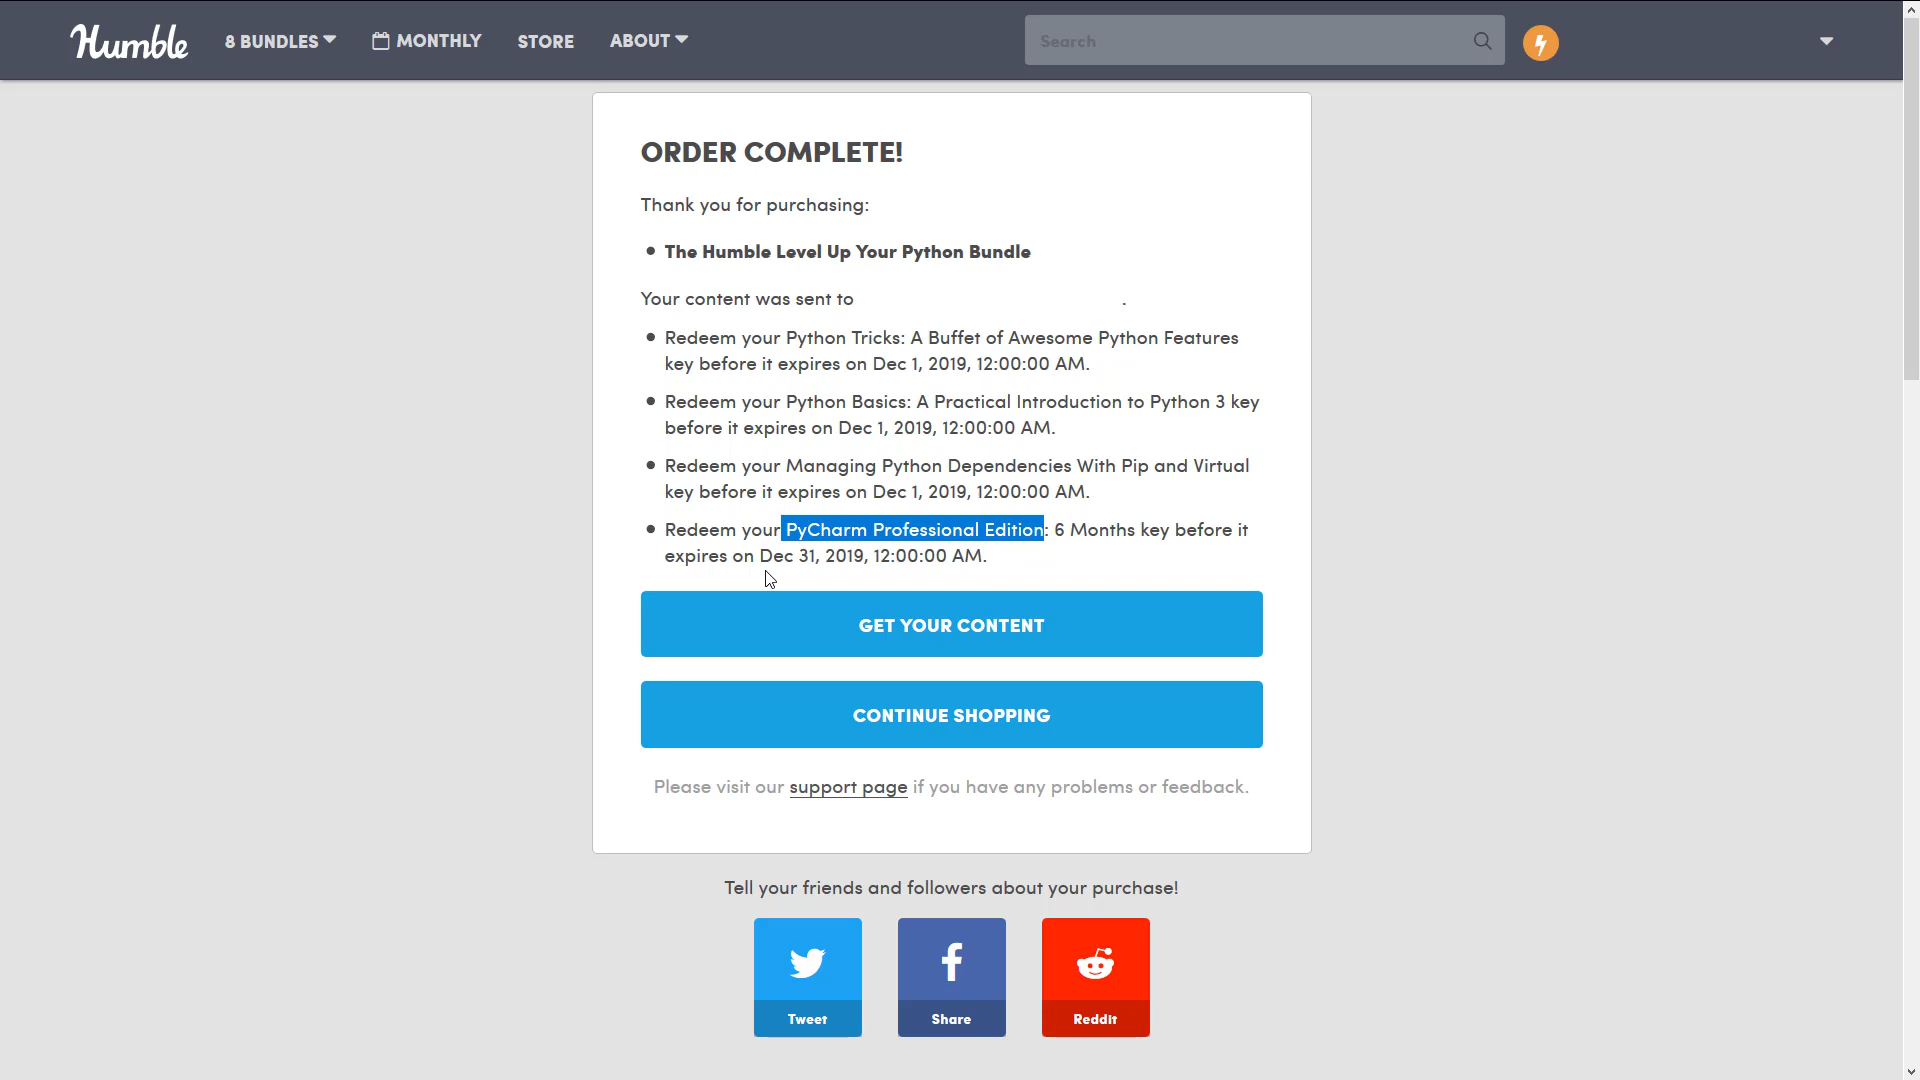 Humble 8 BUNDLES MONTHLY STORE ABOUT Search
ORDER COMPLETE!
Thank you for purchasing:
• The Humble Level Up Your Python Bundle
Your content was sent to .
• Redeem your Python Tricks: A Buffet of Awesome Python Features
key before it expires on Dec 1, 2019, 12:00:00 AM.
• Redeem your Python Basics: A Practical Introduction to Python 3 key
before it expires on Dec 1, 2019, 12:00:00 AM.
• Redeem your Managing Python Dependencies With Pip and Virtual
key before it expires on Dec 1, 2019, 12:00:00 AM.
• Redeem your PyCharm Professional Edition: 6 Months key before it
expires on Dec 31, 2019, 12:00:00 AM.
GET YOUR CONTENT
CONTINUE SHOPPING
Please visit our support page if you have any problems or feedback.
Tell your friends and followers about your purchase!
Tweet Share Reddit